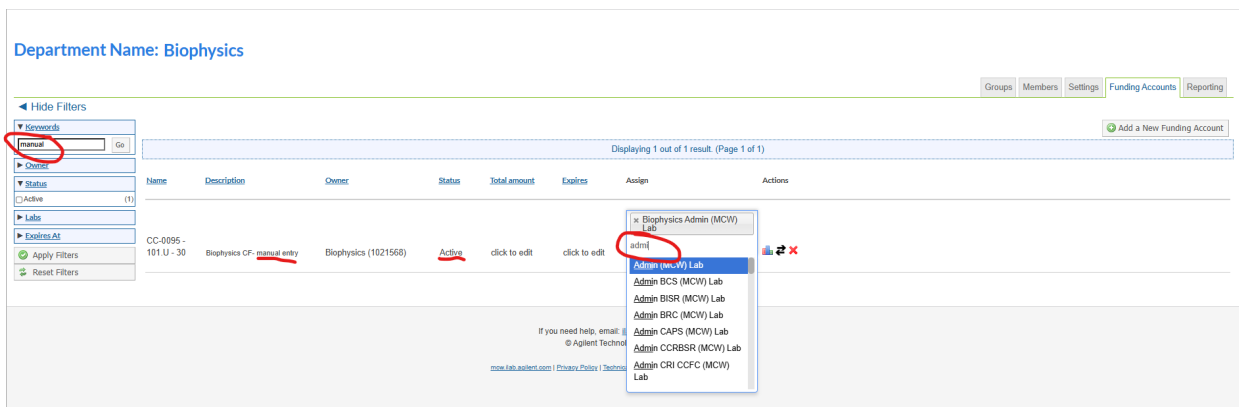 Department Name: Biophysics
Groups Members Settings Funding Accounts Reporting
◄ Hide Filters
▼ Keywords
Add a New Funding Account
manual Go
Displaying 1 out of 1 result. (Page 1 of 1)
► Owner
▼ Status
Name Description Owner Status Total amount Expires Assign Actions
Active (1)
► Labs
► Expires At
Apply Filters
Reset Filters
× Biophysics Admin (MCW)
Lab
CC-0095 -
101.U - 30 Biophysics CF- manual entry Biophysics (1021568) Active click to edit click to edit
admi
Admin (MCW) Lab
Admin BCS (MCW) Lab
Admin BISR (MCW) Lab
Admin BRC (MCW) Lab
Admin CAPS (MCW) Lab
Admin CCRBSR (MCW) Lab
Admin CRI CCFC (MCW)
Lab
If you need help, email:
© Agilent
mcw.ilab.agilent.com | Privacy Policy |